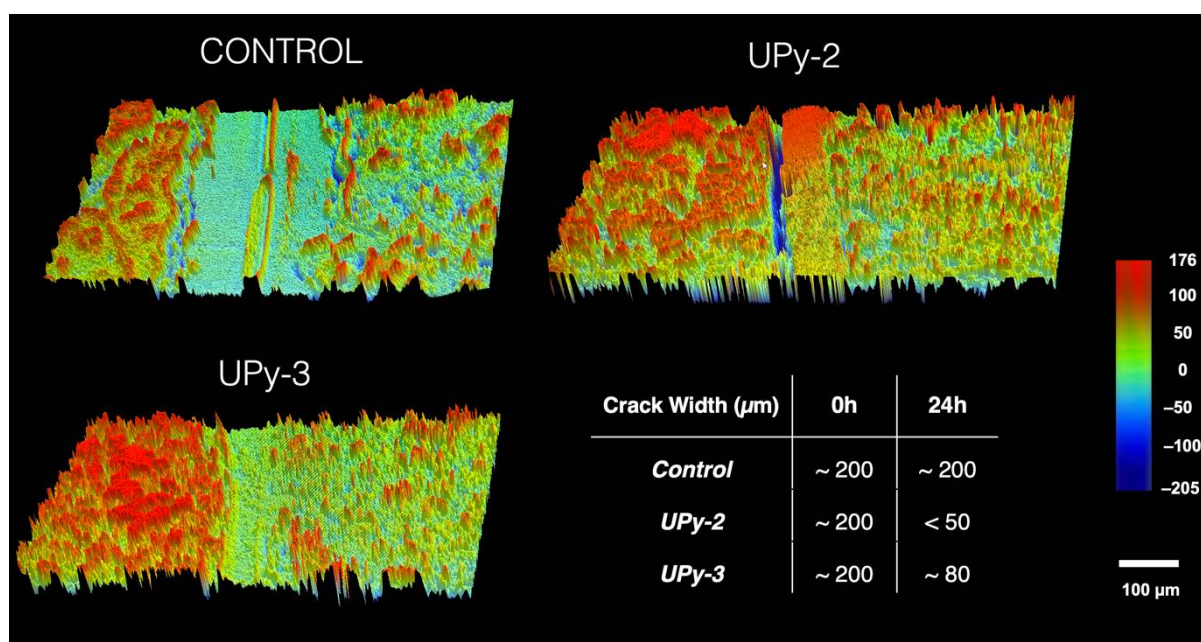 CONTROL
UPy-2
UPy-3
Crack Width (µm) 0h 24h
Control ~ 200 ~ 200
UPy-2 ~ 200 < 50
UPy-3 ~ 200 ~ 80
176
100
50
0
−50
−100
−205
100 µm